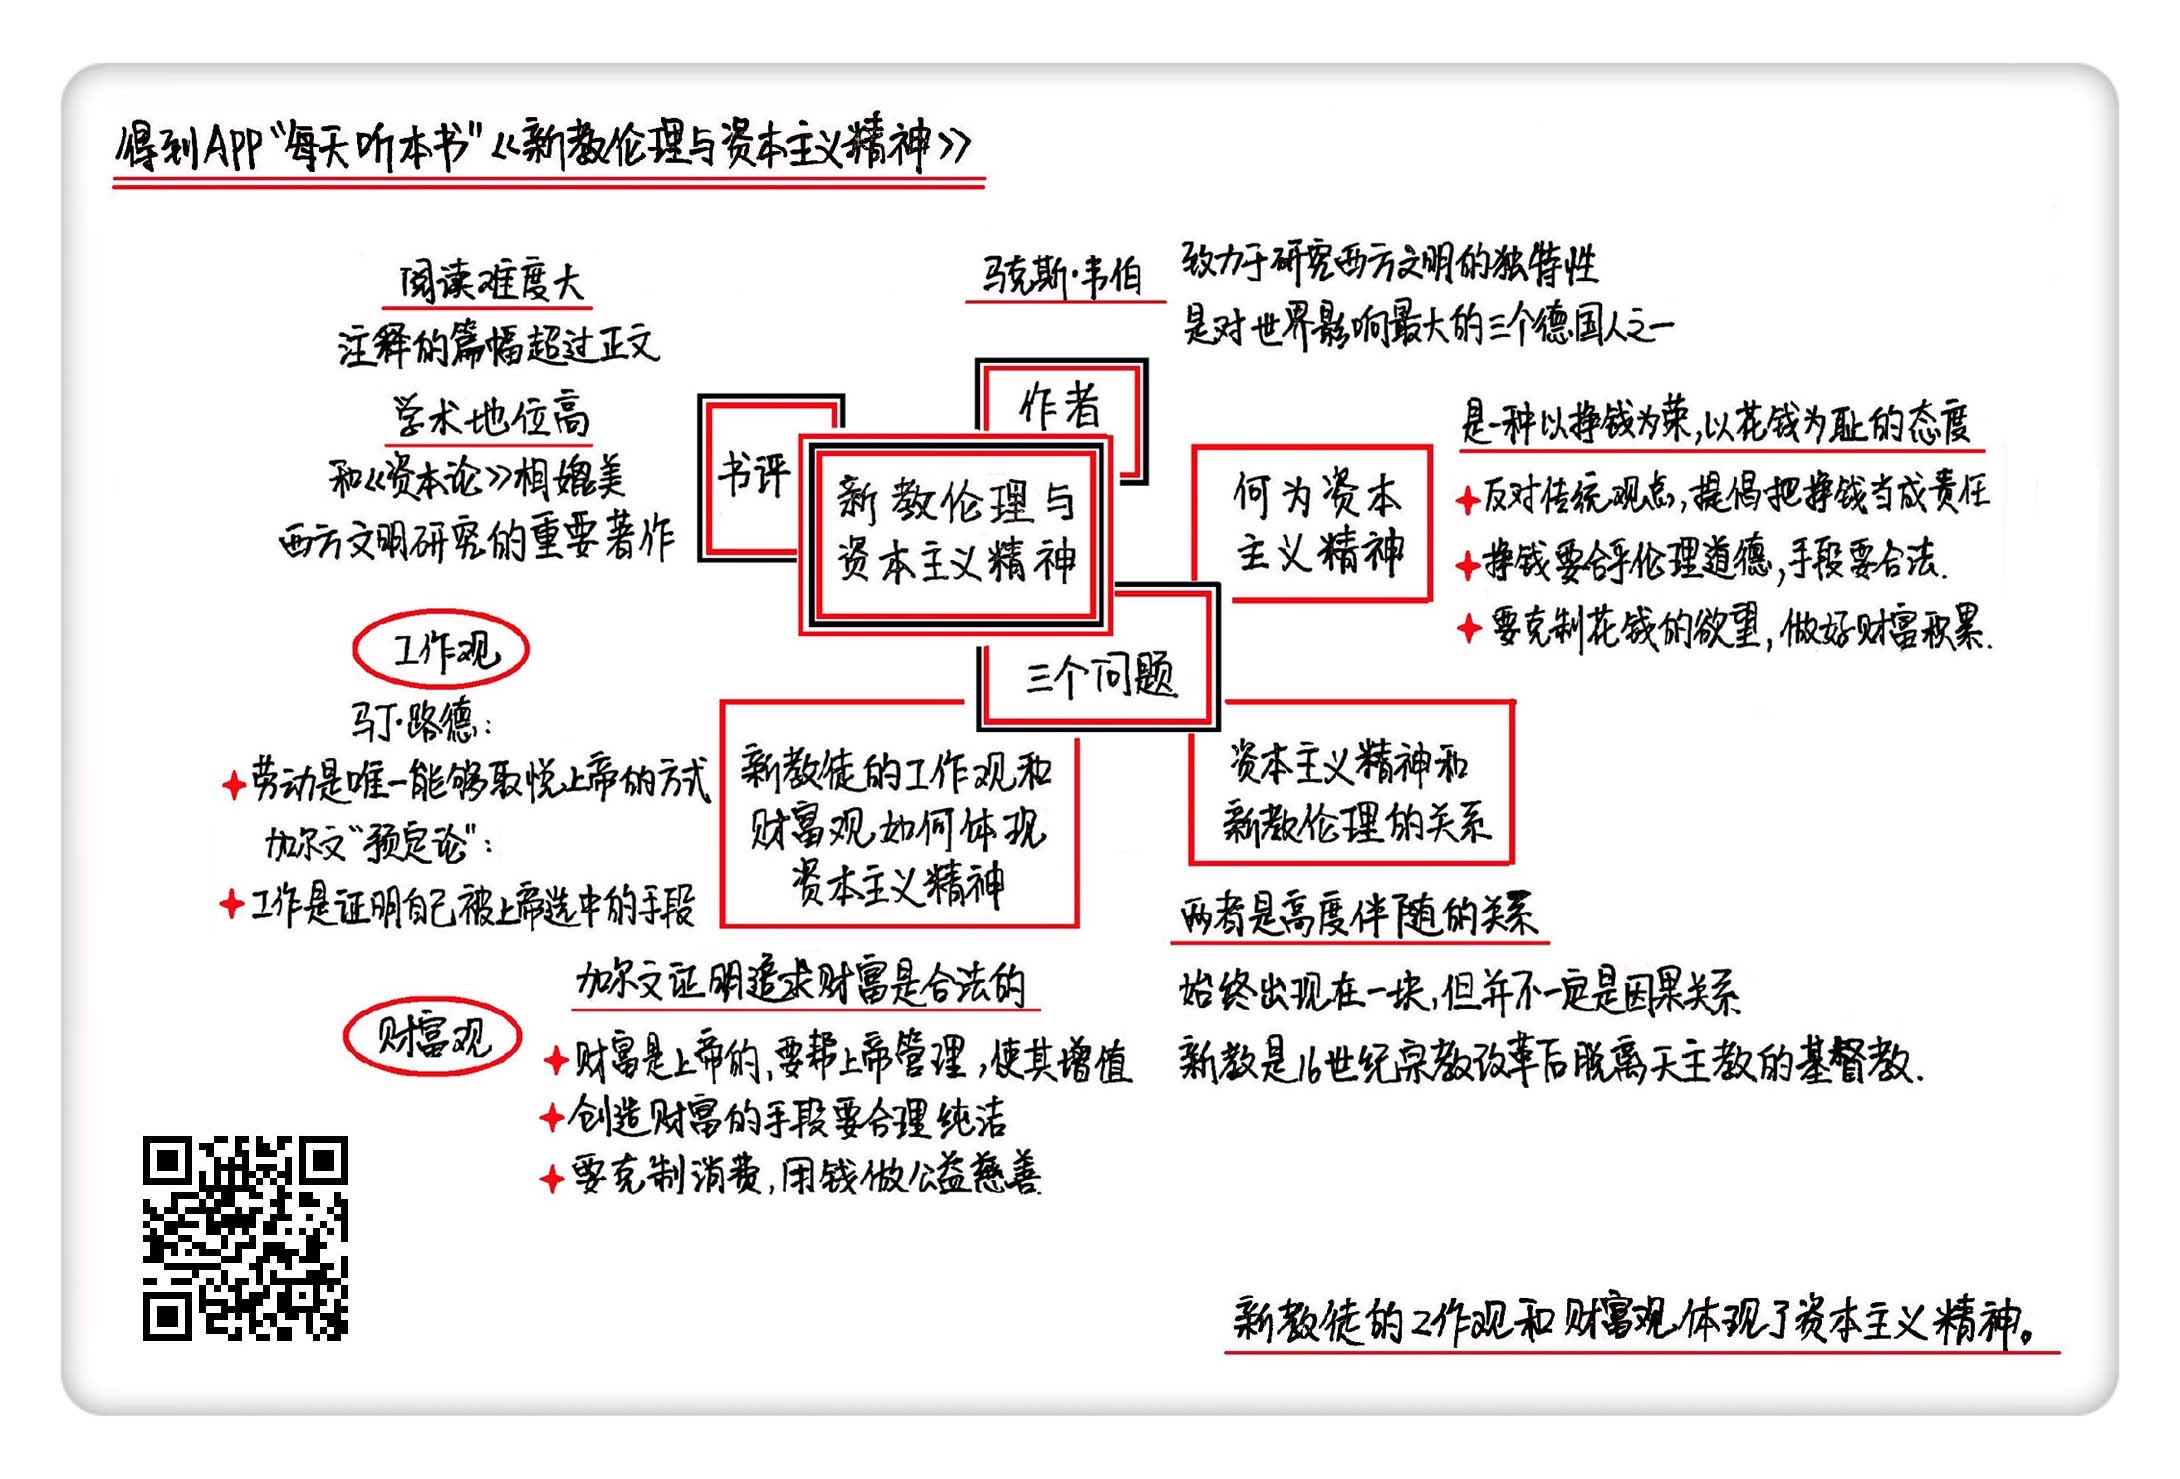 得到APP“每天听本书”《新教伦理与资本主义精神》
阅读难度大
注释的篇幅超过正文
学术地位高
和《资本论》相媲美
西方文明研究的重要著作
书评
马克斯·韦伯
致力于研究西方文明的独特性
是对世界影响最大的三个德国人之一
作者
新教伦理与
资本主义精神
何为资本
主义精神
是一种以挣钱为荣,以花钱为耻的态度
反对传统观点,提倡把挣钱当成责任
挣钱要合乎伦理道德,手段要合法.
要克制花钱的欲望,做好财富积累.
三个问题
资本主义精神和
新教伦理的关系
两者是高度伴随的关系
始终出现在一块,但并不一定是因果关系
新教是16世纪宗教改革后脱离天主教的基督教.
新教徒的工作观和
财富观如何体现
资本主义精神
工作观
马丁·路德:
劳动是唯一能够取悦上帝的方式
加尔文“预定论”:
工作是证明自己被上帝选中的手段
财富观
加尔文证明追求财富是合法的
财富是上帝的,要帮上帝管理,使其增值
创造财富的手段要合理纯洁
要克制消费,用钱做公益慈善
新教徒的工作观和财富观体现了资本主义精神。